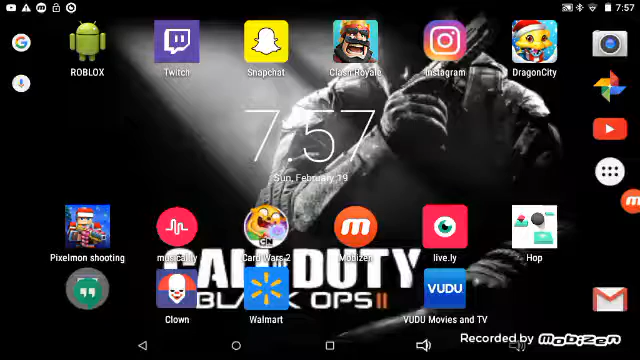 7:57
ROBLOX
Twitch
Snapchat
Clash Royale
Instagram
DragonCity
7:57
Sun, February 19
Pixelmon shooting
musical.ly
Card Wars 2
Mobizen
live.ly
Hop
CALL DUTY
BLACK OPS II
Clown
Walmart
VUDU
VUDU Movies and TV
Recorded by Mobizen